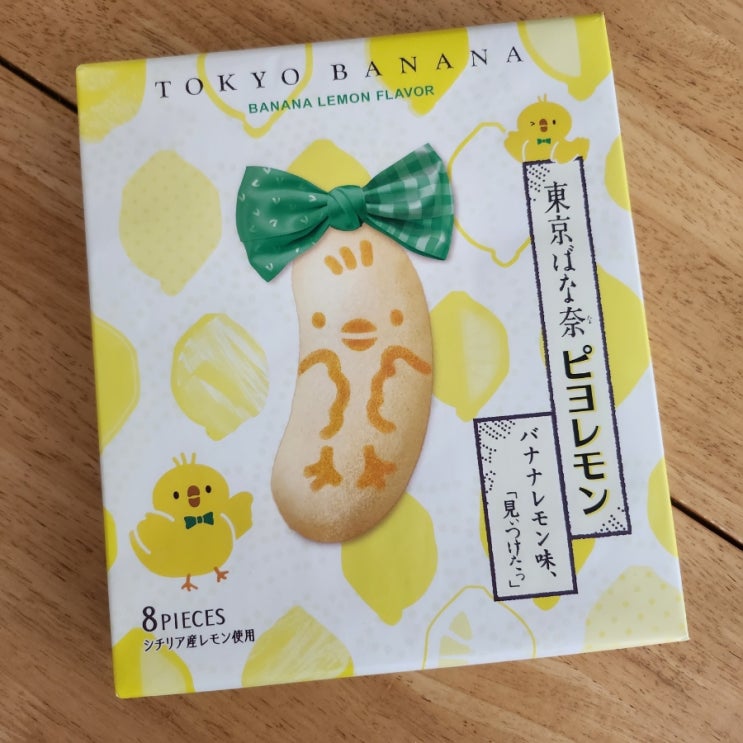 TOKYO BANANA
BANANA LEMON FLAVOR
東京ばな奈
な
ピヨレモン
バナナレモン味、
「見ぃつけたっ」
8PIECES
シチリア産レモン使用